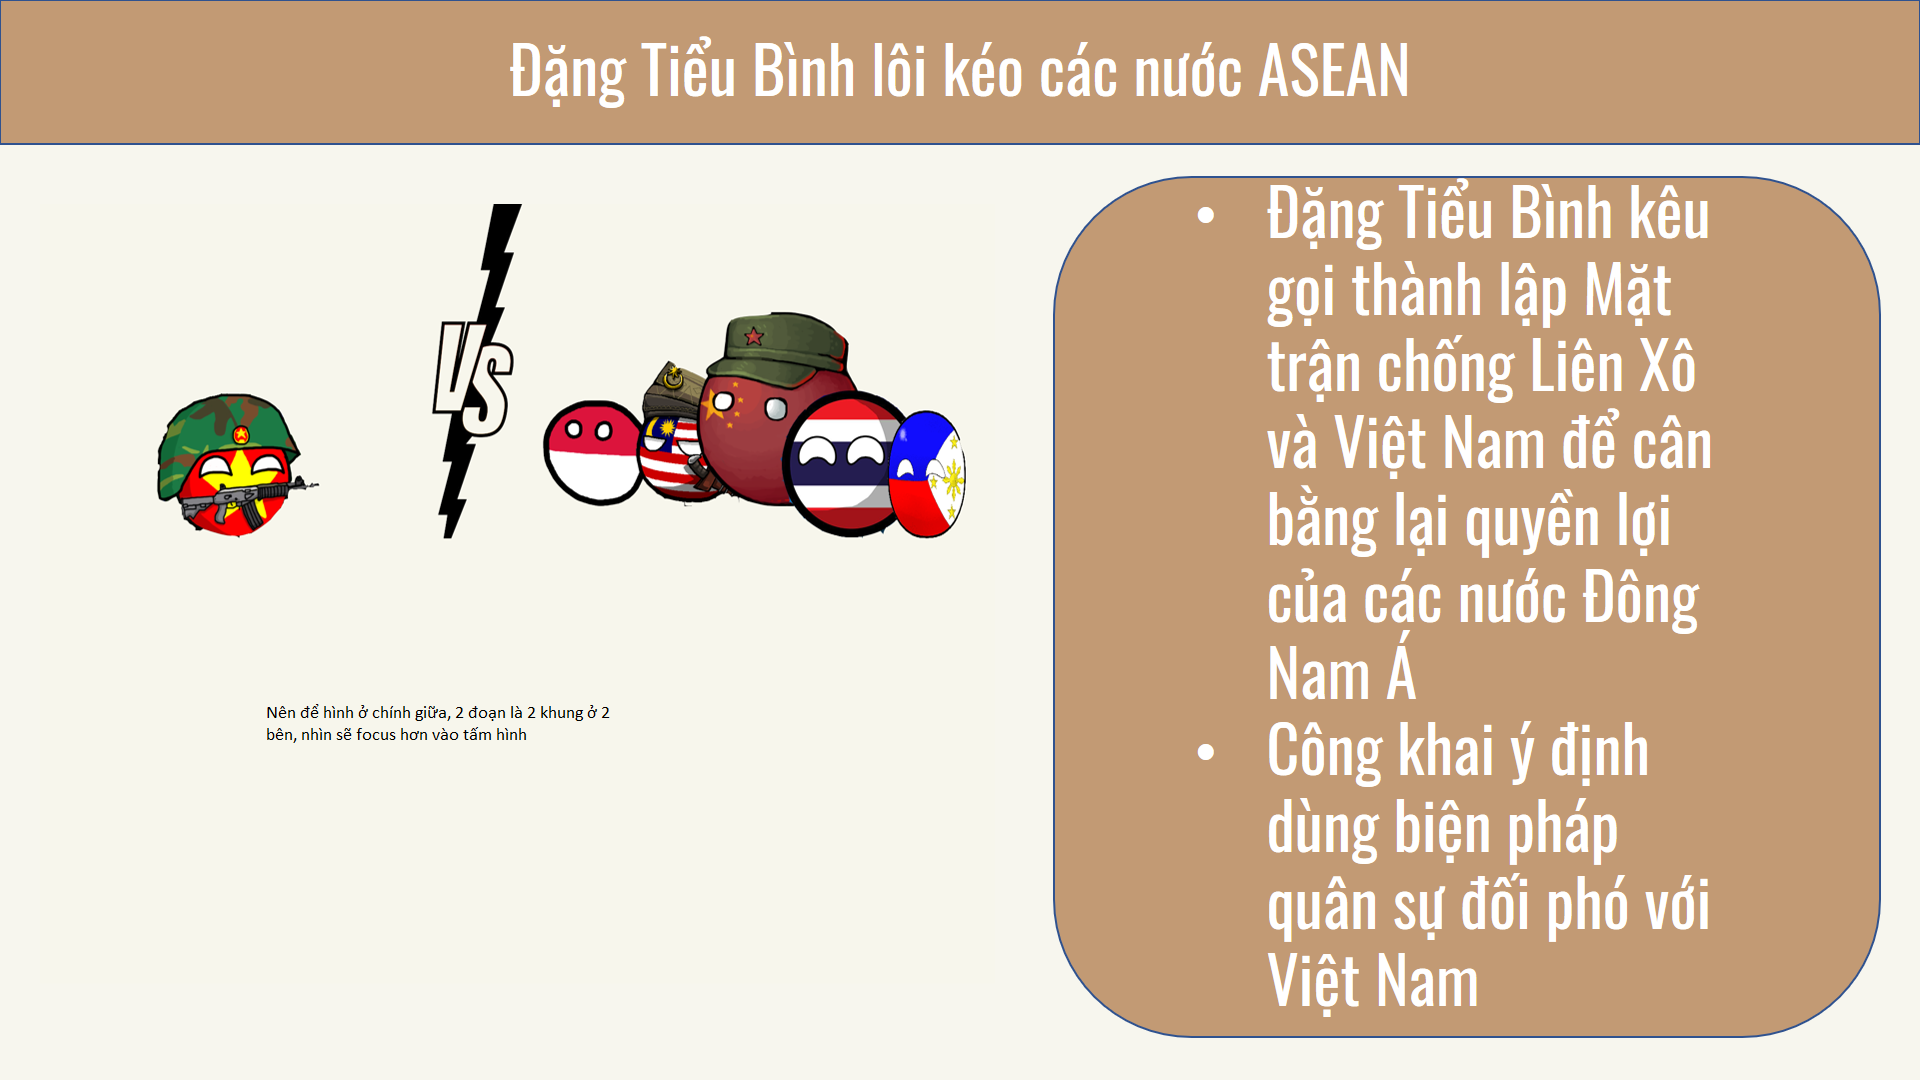 Đặng Tiểu Bình lôi kéo các nước ASEAN
VS
Nên để hình ở chính giữa, 2 đoạn là 2 khung ở 2
bên, nhìn sẽ focus hơn vào tấm hình
• Đặng Tiểu Bình kêu
gọi thành lập Mặt
trận chống Liên Xô
và Việt Nam để cân
bằng lại quyền lợi
của các nước Đông
Nam Á
• Công khai ý định
dùng biện pháp
quân sự đối phó với
Việt Nam